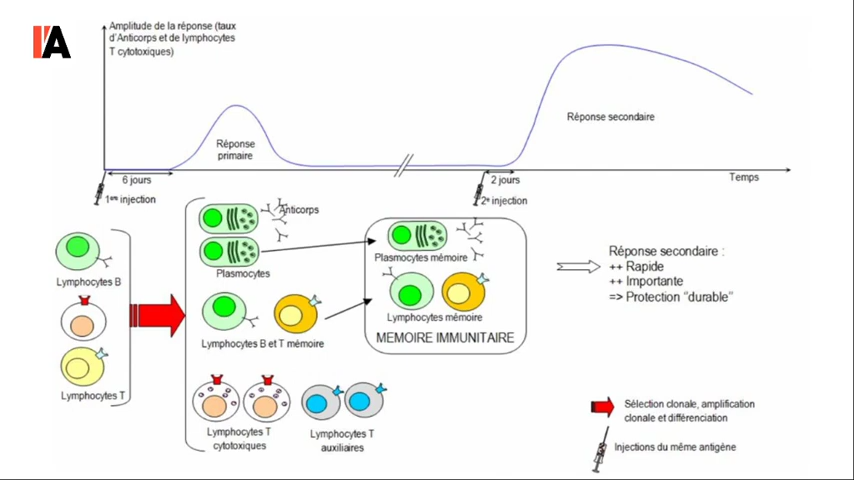 IA
Amplitude de la réponse (taux
d'Anticorps et de lymphocytes
T cytotoxiques)
Réponse
primaire
Réponse secondaire
6 jours
2 jours
Temps
1ère injection
2e injection
Anticorps
Plasmocytes
Plasmocytes mémoire
Lymphocytes B
Lymphocytes mémoire
Lymphocytes B et T mémoire
MEMOIRE IMMUNITAIRE
Réponse secondaire :
++ Rapide
++ Importante
=> Protection "durable"
Lymphocytes T
Lymphocytes T
cytotoxiques
Lymphocytes T
auxiliaires
Sélection clonale, amplification
clonale et différenciation
Injections du même antigène